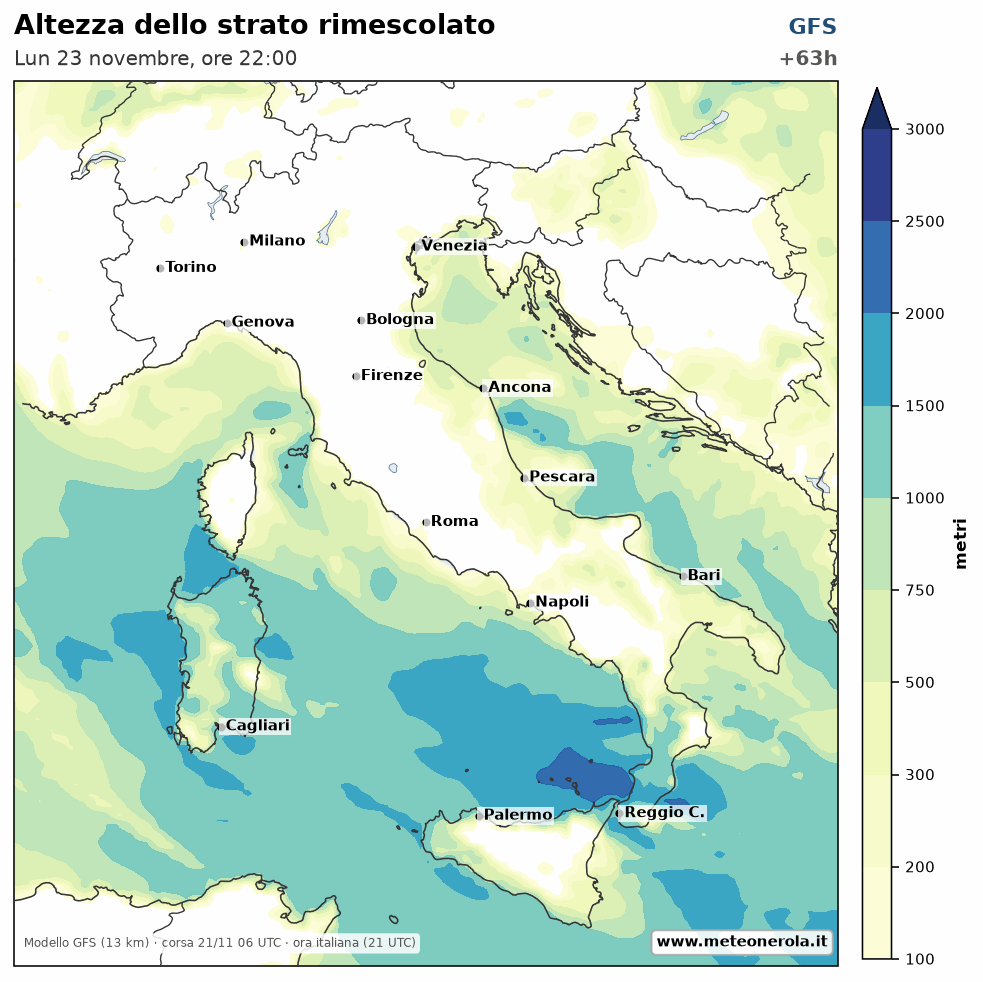 Altezza dello strato rimescolato
GFS
Lun 23 novembre, ore 22:00
+63h
Milano
Venezia
Torino
Genova
Bologna
Firenze
Ancona
Pescara
Roma
Bari
Napoli
Cagliari
Palermo
Reggio C.
3000
2500
2000
1500
1000
750
500
300
200
100
metri
Modello GFS (13 km) · corsa 21/11 06 UTC · ora italiana (21 UTC)
www.meteonerola.it